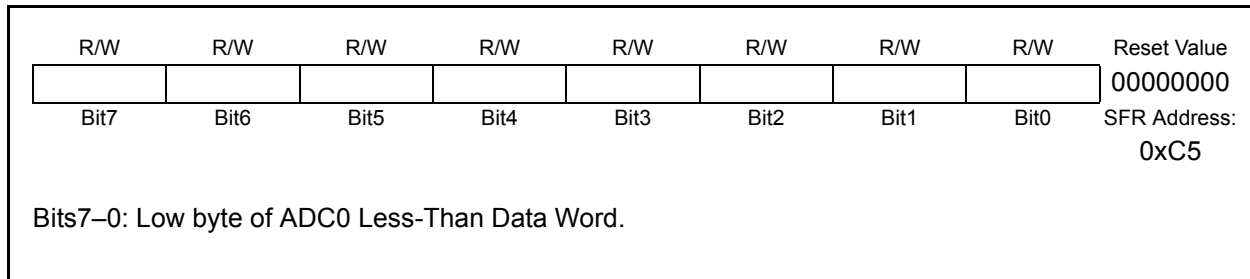 R/W R/W R/W R/W R/W R/W R/W R/W Reset Value
00000000
Bit7 Bit6 Bit5 Bit4 Bit3 Bit2 Bit1 Bit0 SFR Address:
0xC5
Bits7–0: Low byte of ADC0 Less-Than Data Word.